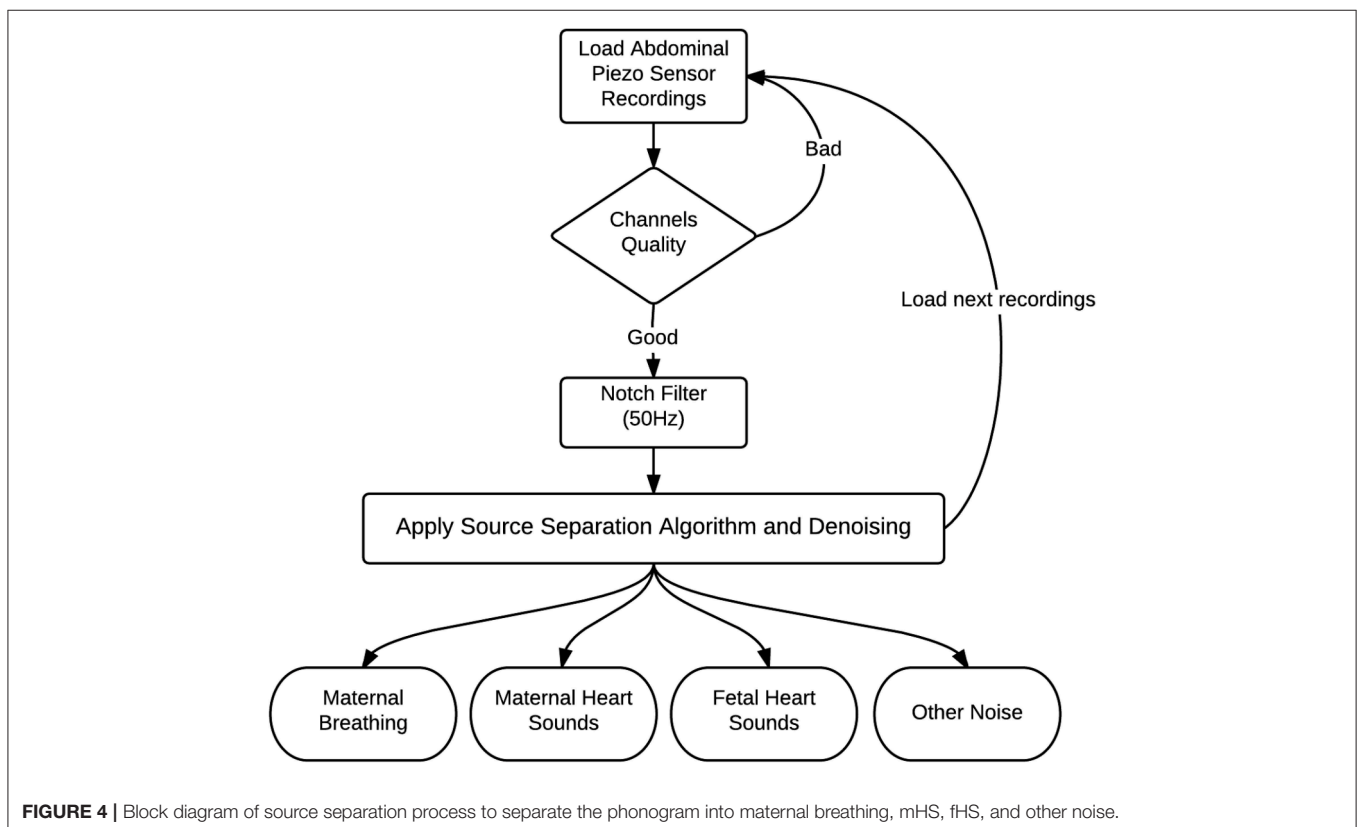 Load Abdominal
Piezo Sensor
Recordings
Bad
Channels
Quality
Load next recordings
Good
Notch Filter
(50Hz)
Apply Source Separation Algorithm and Denoising
Maternal
Breathing
Maternal Heart
Sounds
Fetal Heart
Sounds
Other Noise
FIGURE 4 | Block diagram of source separation process to separate the phonogram into maternal breathing, mHS, fHS, and other noise.